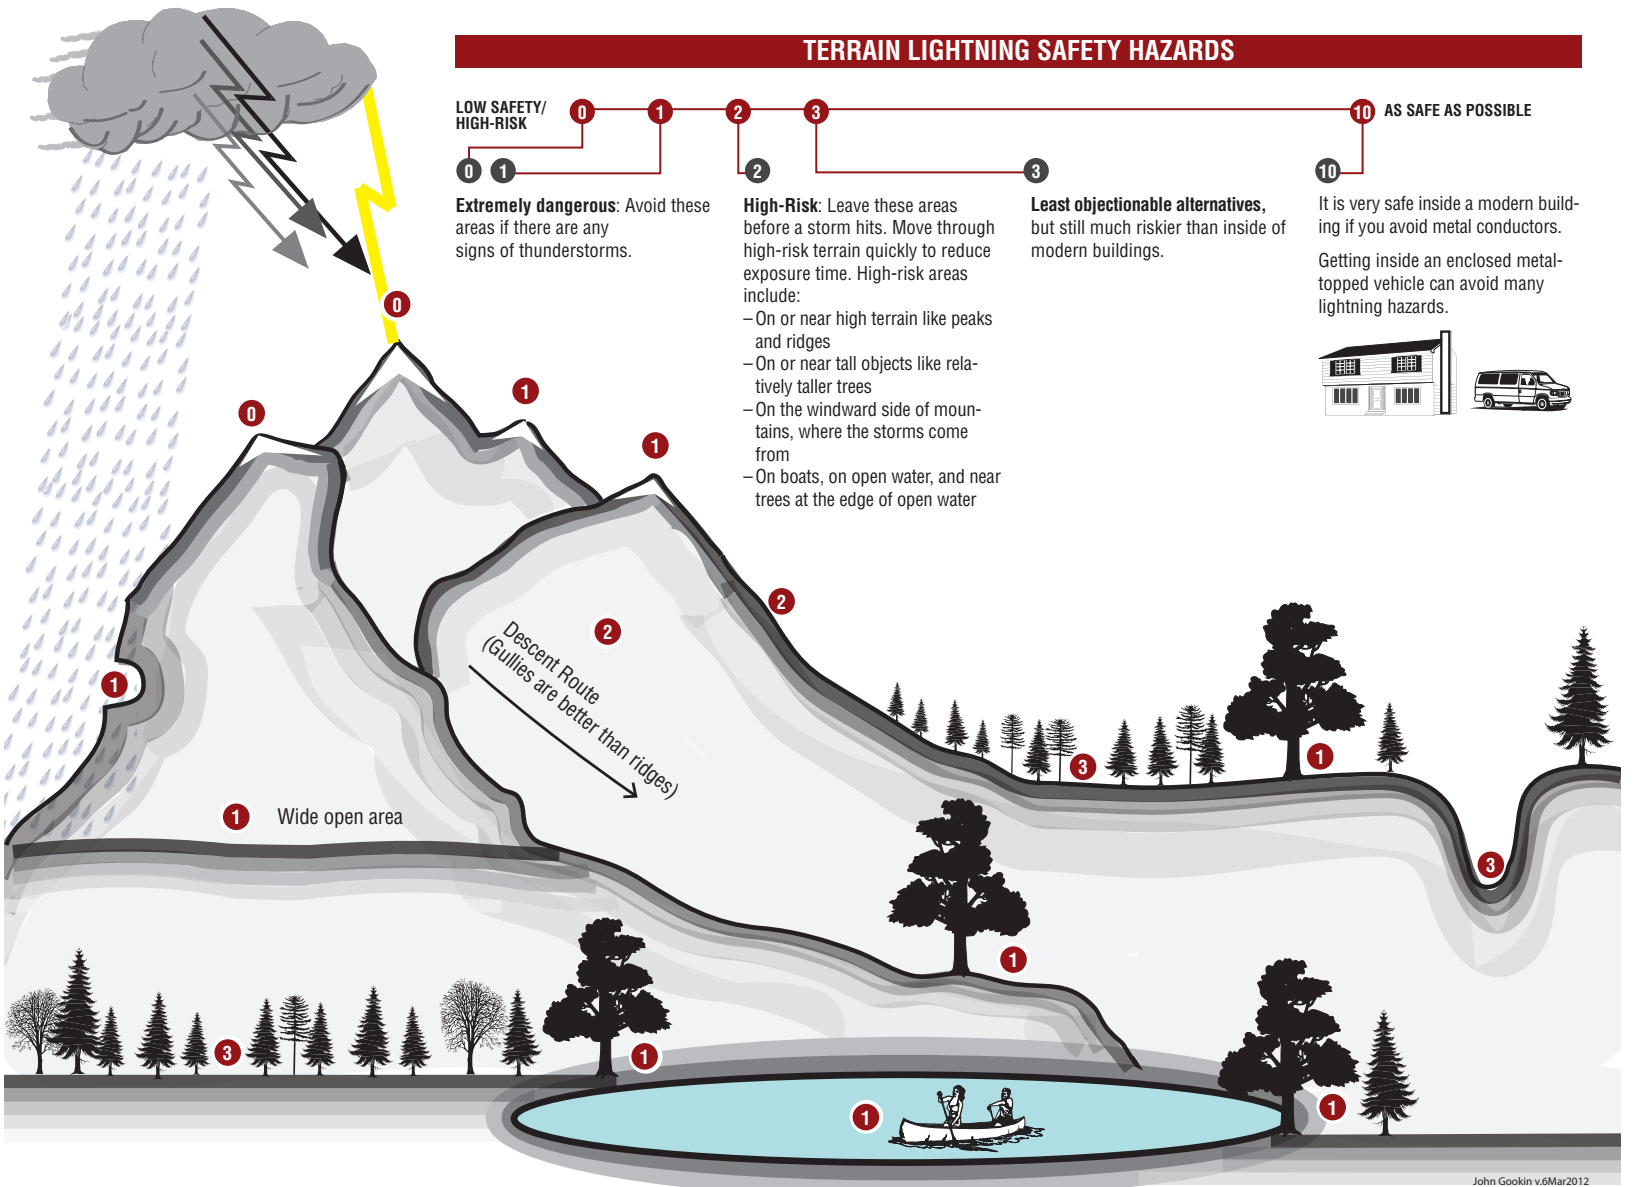 TERRAIN LIGHTNING SAFETY HAZARDS
LOW SAFETY/
HIGH-RISK
0 1 2 3 10
AS SAFE AS POSSIBLE
0 1 2 3 10
Extremely dangerous: Avoid these
areas if there are any
signs of thunderstorms.
High-Risk: Leave these areas
before a storm hits. Move through
high-risk terrain quickly to reduce
exposure time. High-risk areas
include:
– On or near high terrain like peaks
and ridges
– On or near tall objects like rela-
tively taller trees
– On the windward side of moun-
tains, where the storms come
from
– On boats, on open water, and near
trees at the edge of open water
Least objectionable alternatives,
but still much riskier than inside of
modern buildings.
It is very safe inside a modern build-
ing if you avoid metal conductors.
Getting inside an enclosed metal-
topped vehicle can avoid many
lightning hazards.
0
1
0
1
2
2
1
Descent Route
(Gullies are better than ridges)
3
1
1 Wide open area
3
1
3
1
1
1
John Gookin v.6Mar2012